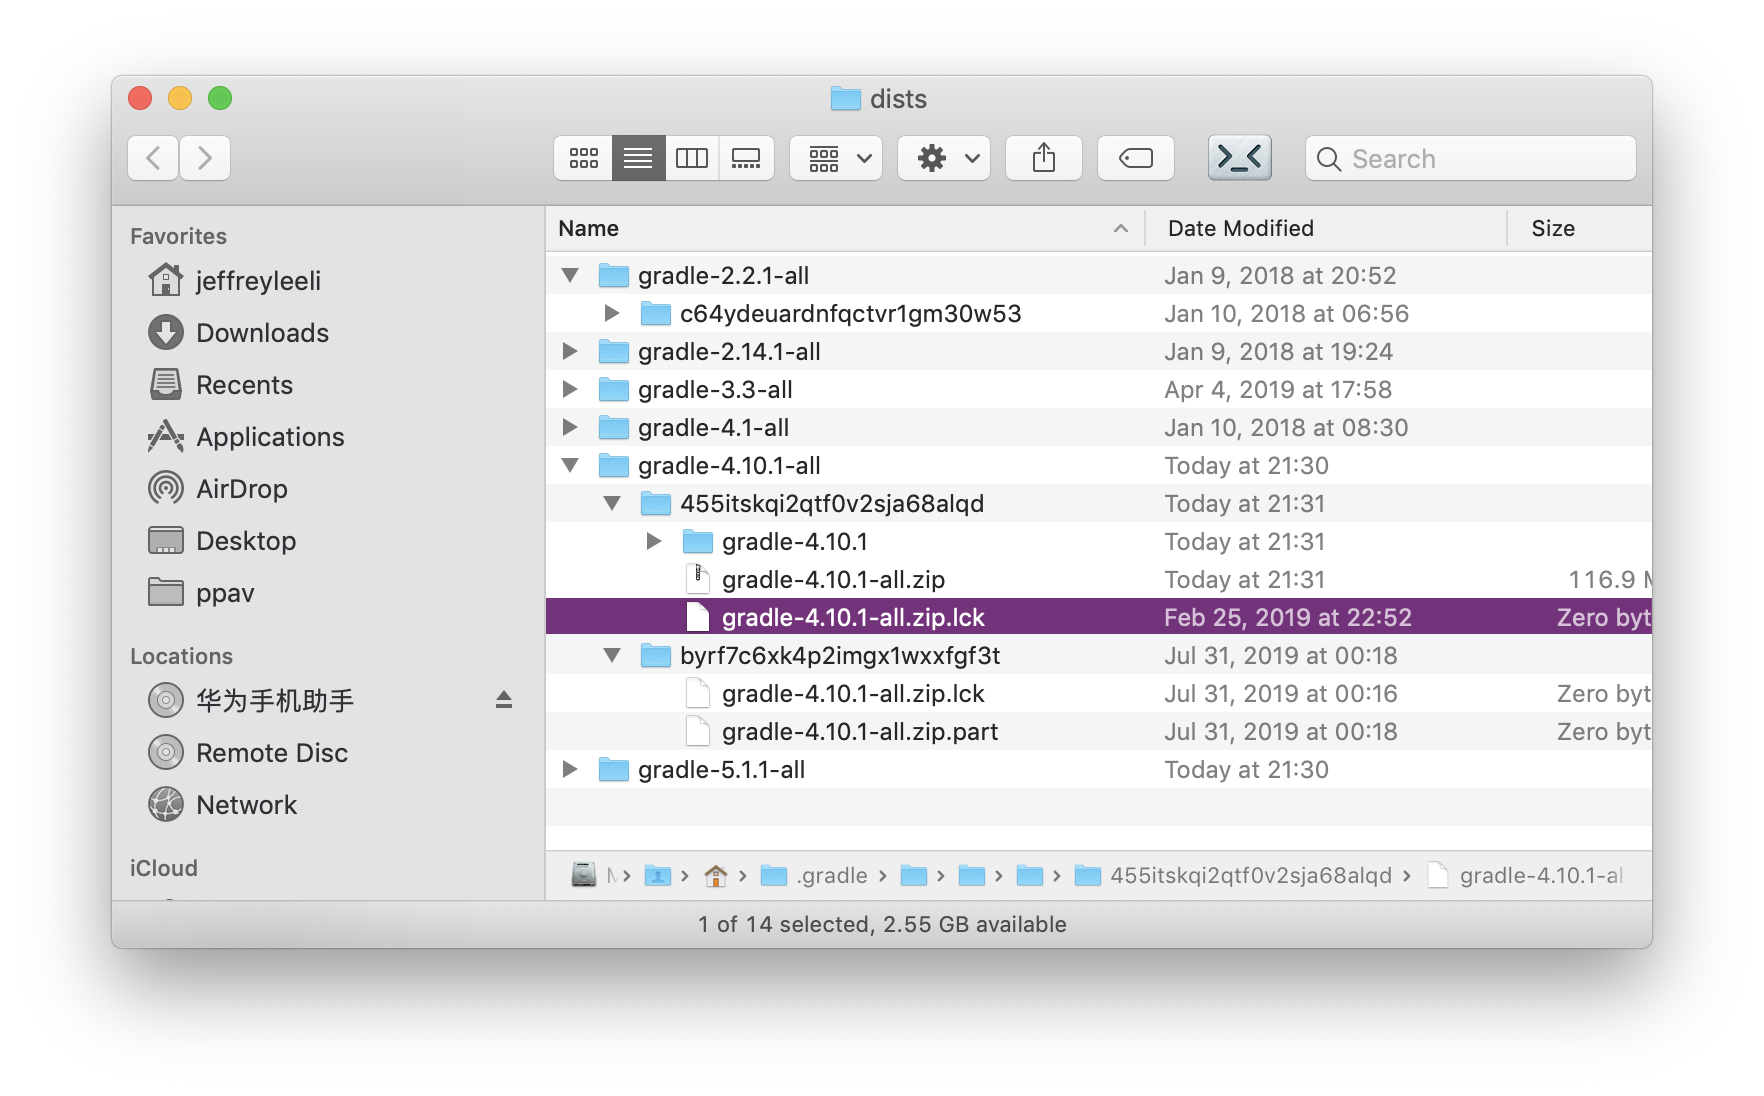 dists
Search
Favorites
jeffreyleeli
Downloads
Recents
Applications
AirDrop
Desktop
ppav
Locations
华为手机助手
Remote Disc
Network
iCloud
Name Date Modified Size
gradle-2.2.1-all Jan 9, 2018 at 20:52
c64ydeuardnfqctvr1gm30w53 Jan 10, 2018 at 06:56
gradle-2.14.1-all Jan 9, 2018 at 19:24
gradle-3.3-all Apr 4, 2019 at 17:58
gradle-4.1-all Jan 10, 2018 at 08:30
gradle-4.10.1-all Today at 21:30
455itskqi2qtf0v2sja68alqd Today at 21:31
gradle-4.10.1 Today at 21:31
gradle-4.10.1-all.zip Today at 21:31 116.9 M
gradle-4.10.1-all.zip.lck Feb 25, 2019 at 22:52 Zero byt
byrf7c6xk4p2imgx1wxxfgf3t Jul 31, 2019 at 00:18
gradle-4.10.1-all.zip.lck Jul 31, 2019 at 00:16 Zero byt
gradle-4.10.1-all.zip.part Jul 31, 2019 at 00:18 Zero byt
gradle-5.1.1-all Today at 21:30
.gradle 455itskqi2qtf0v2sja68alqd gradle-4.10.1-al
1 of 14 selected, 2.55 GB available